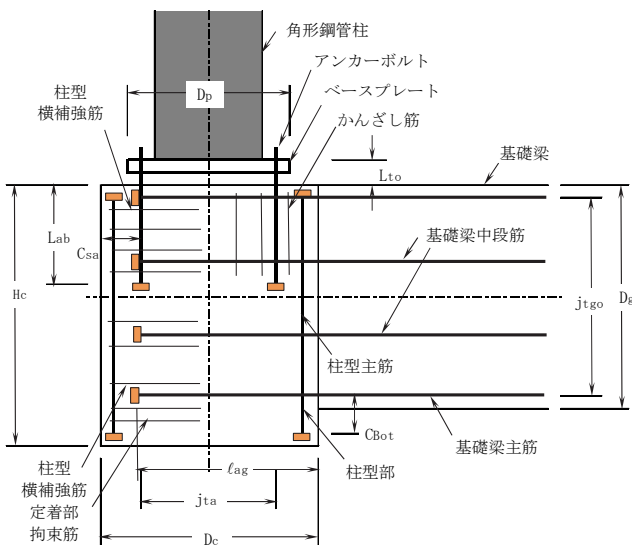 角形鋼管柱
アンカーボルト
Dp
ベースプレート
柱型
横補強筋
かんざし筋
基礎梁
Lto
Lab
Csa
基礎梁中段筋
Hc
jtgo
Dg
柱型主筋
CBot
柱型
横補強筋
定着部
拘束筋
ℓag
基礎梁主筋
柱型部
jta
Dc